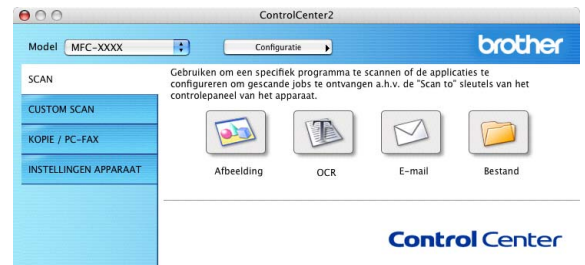 ControlCenter2
Model MFC-XXXX Configuratie brother
SCAN
CUSTOM SCAN
KOPIE / PC-FAX
INSTELLINGEN APPARAAT
Gebruiken om een specifiek programma te scannen of de applicaties te
configureren om gescande jobs te ontvangen a.h.v. de "Scan to" sleutels van het
controlepaneel van het apparaat.
Afbeelding OCR E-mail Bestand
Control Center